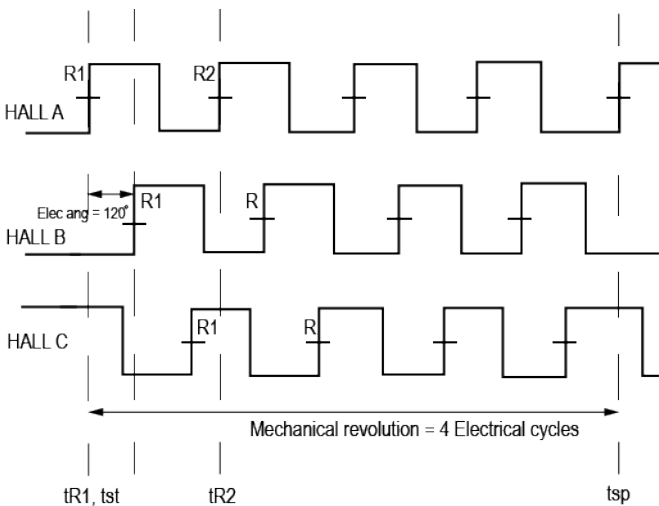 R1
R2
HALL A
R1
R
Elec ang = 120°
HALL B
R1
R
HALL C
Mechanical revolution = 4 Electrical cycles
tR1, tst
tR2
tsp